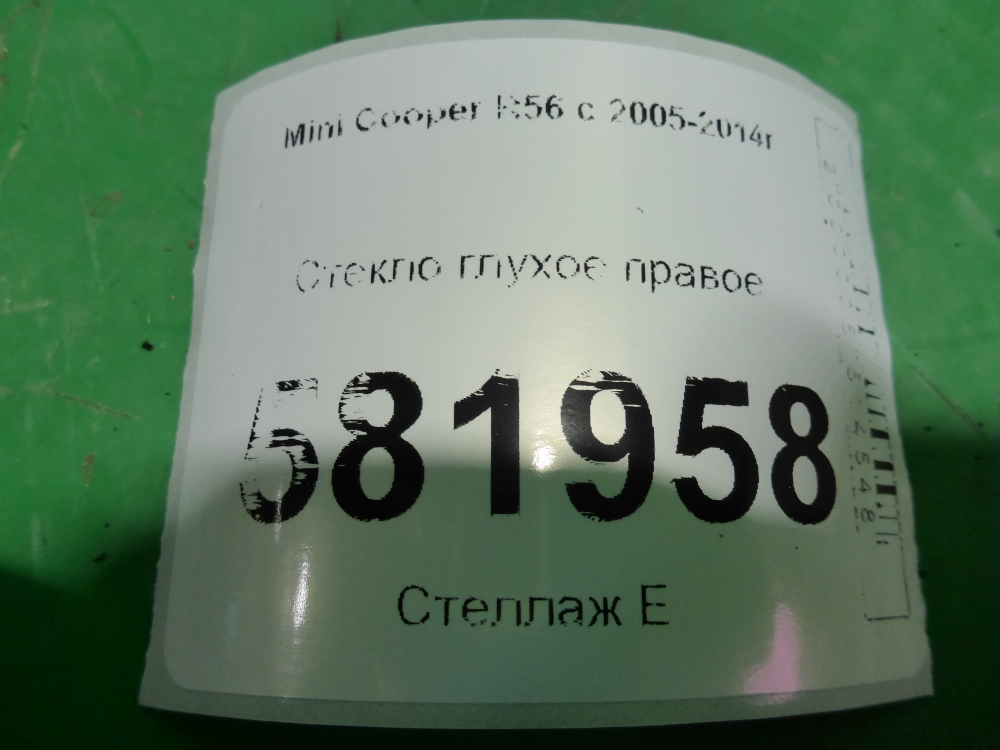 Mini Cooper R56 с 2005-2014г
Стекло глухое правое
581958
Стеллаж Е